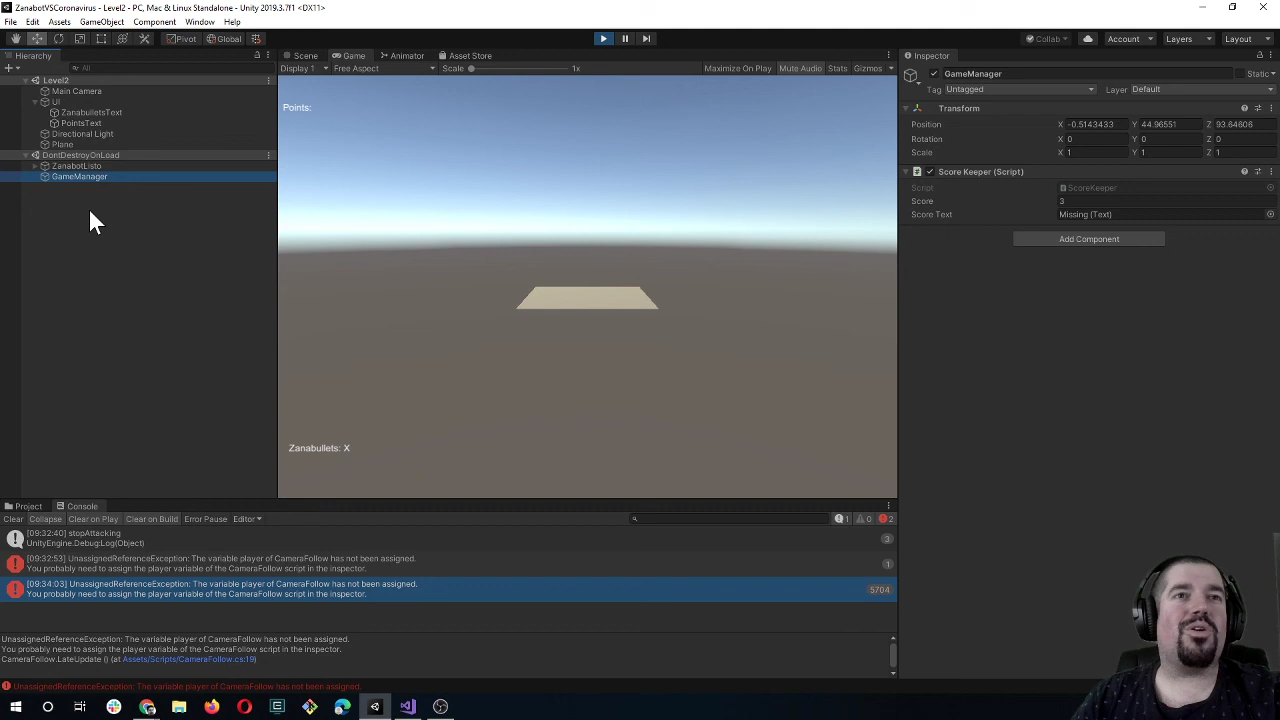 ZanabotVSCoronavirus - Level2 - PC, Mac & Linux Standalone - Unity 2019.3.7f1 <DX11>
File Edit Assets GameObject Component Window Help
Pivot Global Collab Account Layers Layout
Hierarchy Scene Game Animator Asset Store Inspector
All Display 1 Free Aspect Scale 1x Maximize On Play Mute Audio Stats Gizmos
GameManager Static
Tag Untagged Layer Default
Level2
Main Camera
UI
ZanabulletsText
PointsText
Directional Light
Plane
DontDestroyOnLoad
ZanabotListo
GameManager
Points:
Zanabullets: X
Transform
Position X -0.5143433 Y 44.96551 Z 93.64606
Rotation X 0 Y 0 Z 0
Scale X 1 Y 1 Z 1
Score Keeper (Script)
Script ScoreKeeper
Score 3
Score Text Missing (Text)
Add Component
Project Console
Clear Collapse Clear on Play Clear on Build Error Pause Editor 1 0 2
[09:32:40] stopAttacking
UnityEngine.Debug:Log(Object) 3
[09:32:53] UnassignedReferenceException: The variable player of CameraFollow has not been assigned.
You probably need to assign the player variable of the CameraFollow script in the inspector. 1
[09:34:03] UnassignedReferenceException: The variable player of CameraFollow has not been assigned.
You probably need to assign the player variable of the CameraFollow script in the inspector. 5704
UnassignedReferenceException: The variable player of CameraFollow has not been assigned.
You probably need to assign the player variable of the CameraFollow script in the inspector.
CameraFollow.LateUpdate () (at Assets/Scripts/CameraFollow.cs:19)
UnassignedReferenceException: The variable player of CameraFollow has not been assigned.